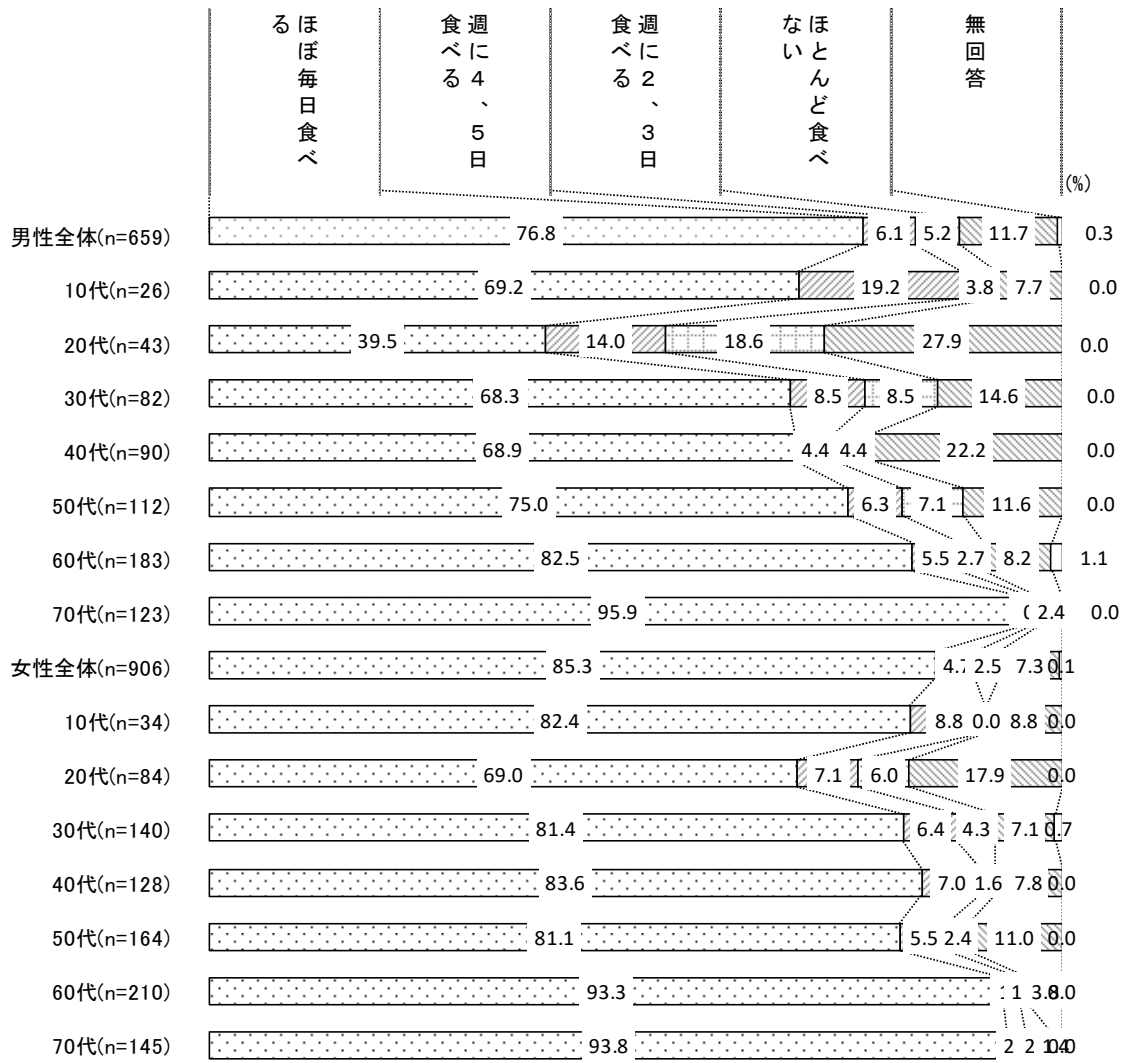 ほぼ毎日食べ
る
週に４、５日
食べる
週に２、３日
食べる
ほとんど食べ
ない
無回答
(%)
男性全体(n=659) 76.8 6.1 5.2 11.7 0.3
10代(n=26) 69.2 19.2 3.8 7.7 0.0
20代(n=43) 39.5 14.0 18.6 27.9 0.0
30代(n=82) 68.3 8.5 8.5 14.6 0.0
40代(n=90) 68.9 4.4 4.4 22.2 0.0
50代(n=112) 75.0 6.3 7.1 11.6 0.0
60代(n=183) 82.5 5.5 2.7 8.2 1.1
70代(n=123) 95.9 2.4 0.0
女性全体(n=906) 85.3 4.7 2.5 7.3 0.1
10代(n=34) 82.4 8.8 0.0 8.8 0.0
20代(n=84) 69.0 7.1 6.0 17.9 0.0
30代(n=140) 81.4 6.4 4.3 7.1 0.7
40代(n=128) 83.6 7.0 1.6 7.8 0.0
50代(n=164) 81.1 5.5 2.4 11.0 0.0
60代(n=210) 93.3
70代(n=145) 93.8